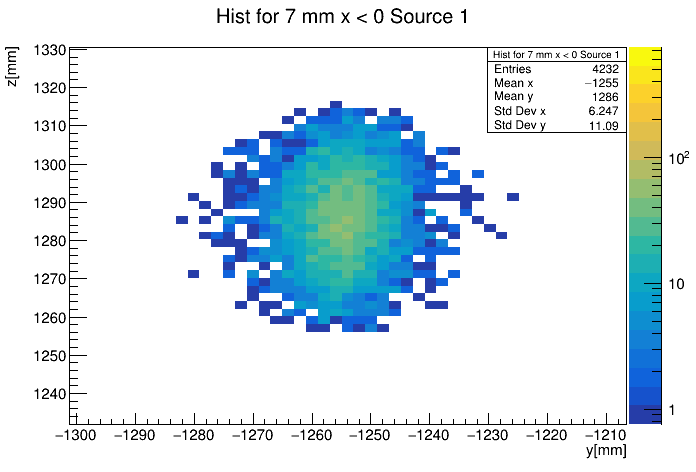 Hist for 7 mm x < 0 Source 1
z[mm]
1330
1320
1310
1300
1290
1280
1270
1260
1250
1240
Hist for 7 mm x < 0 Source 1
Entries 4232
Mean x −1255
Mean y 1286
Std Dev x 6.247
Std Dev y 11.09
10²
10
1
−1300 −1290 −1280 −1270 −1260 −1250 −1240 −1230 −1220 −1210
y[mm]